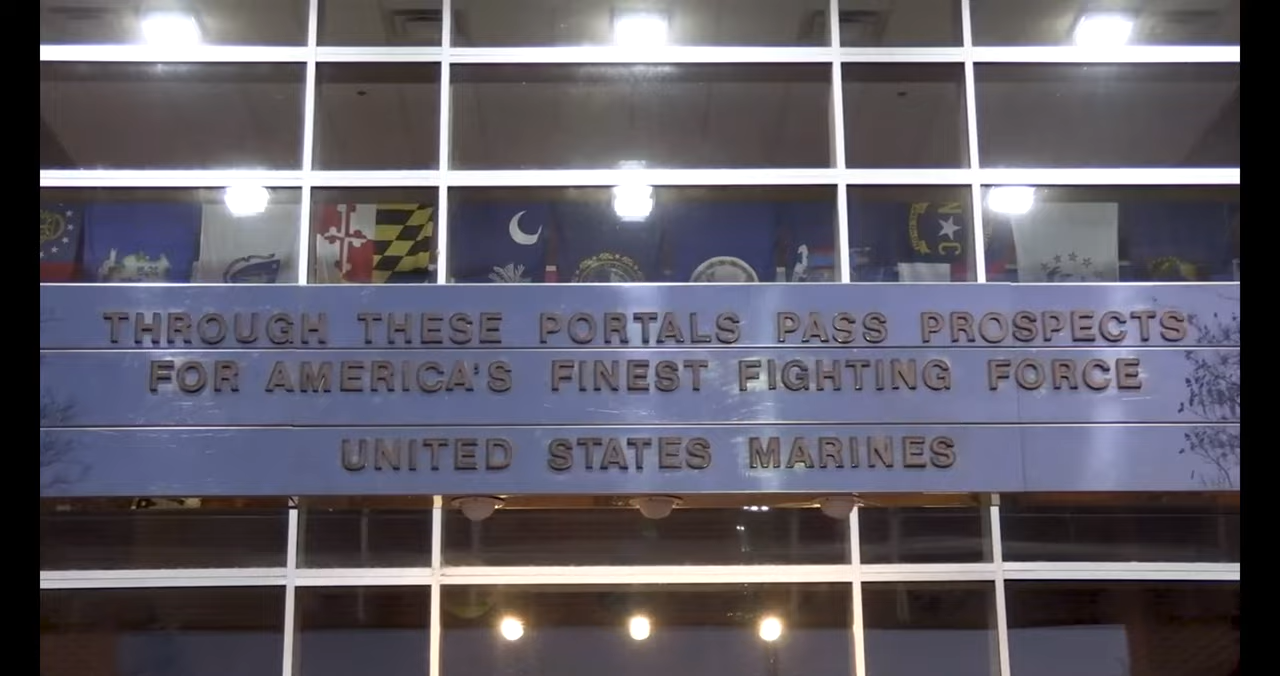 THROUGH THESE PORTALS PASS PROSPECTS
FOR AMERICA'S FINEST FIGHTING FORCE
UNITED STATES MARINES
N
C